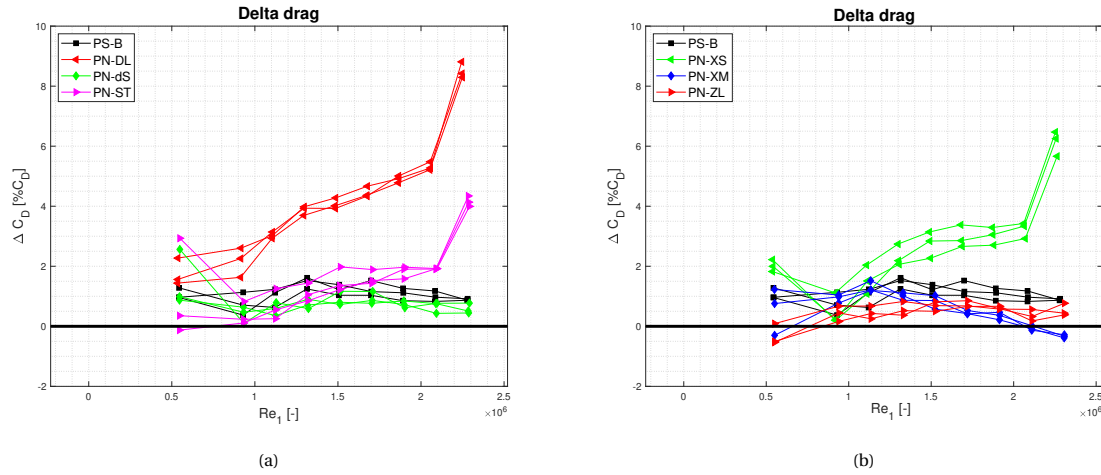 Delta drag
PS-B
PN-DL
PN-dS
PN-ST
Δ C_D [%C_D]
10
8
6
4
2
0
-2
0
0.5
1
1.5
2
2.5
×10^6
Re_1 [-]
(a)
Delta drag
PS-B
PN-XS
PN-XM
PN-ZL
Δ C_D [%C_D]
10
8
6
4
2
0
-2
0
0.5
1
1.5
2
2.5
×10^6
Re_1 [-]
(b)